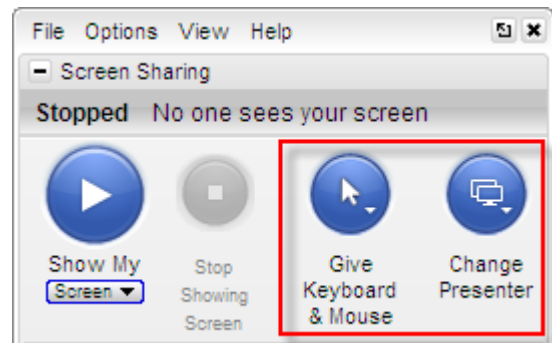 File Options View Help
Screen Sharing
Stopped No one sees your screen
Show My
Screen
Stop
Showing
Screen
Give
Keyboard
& Mouse
Change
Presenter